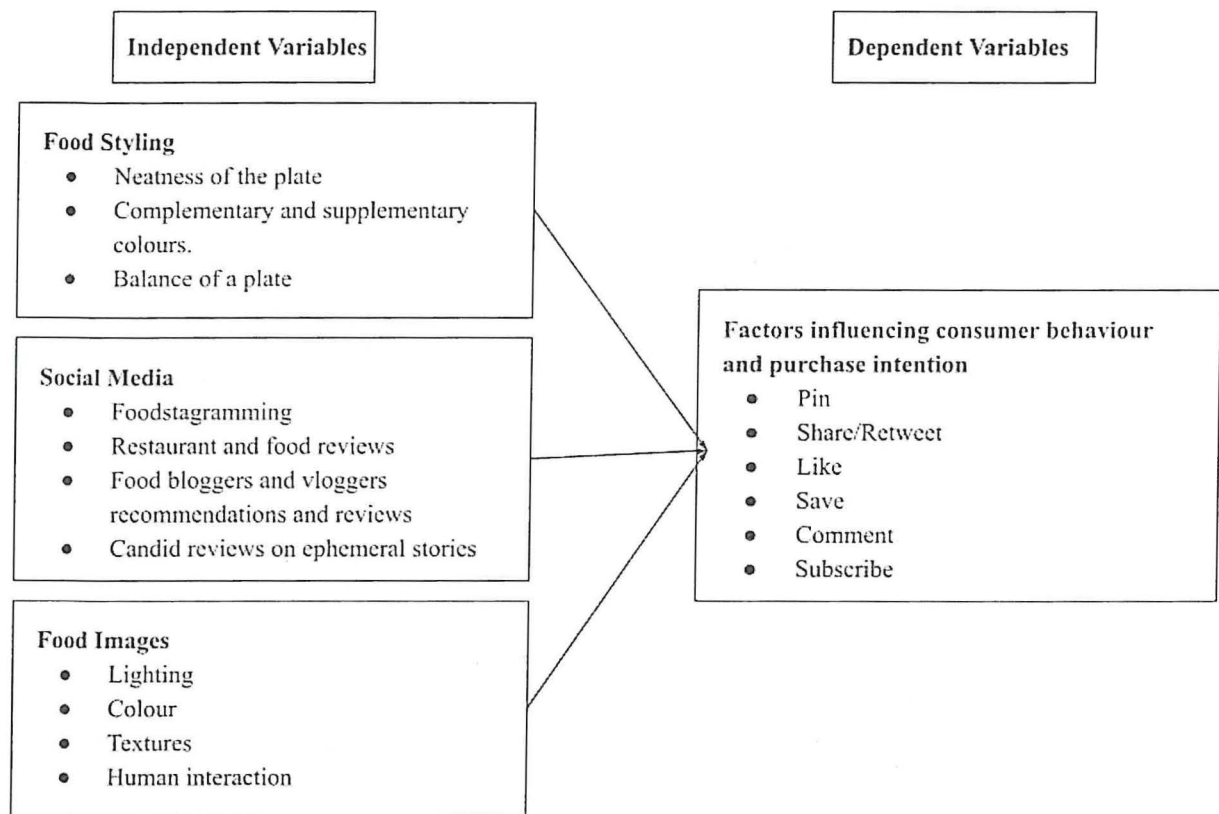 Independent Variables
Dependent Variables
Food Styling
● Neatness of the plate
● Complementary and supplementary
colours.
● Balance of a plate
Social Media
● Foodstagramming
● Restaurant and food reviews
● Food bloggers and vloggers
recommendations and reviews
● Candid reviews on ephemeral stories
Food Images
● Lighting
● Colour
● Textures
● Human interaction
Factors influencing consumer behaviour
and purchase intention
● Pin
● Share/Retweet
● Like
● Save
● Comment
● Subscribe